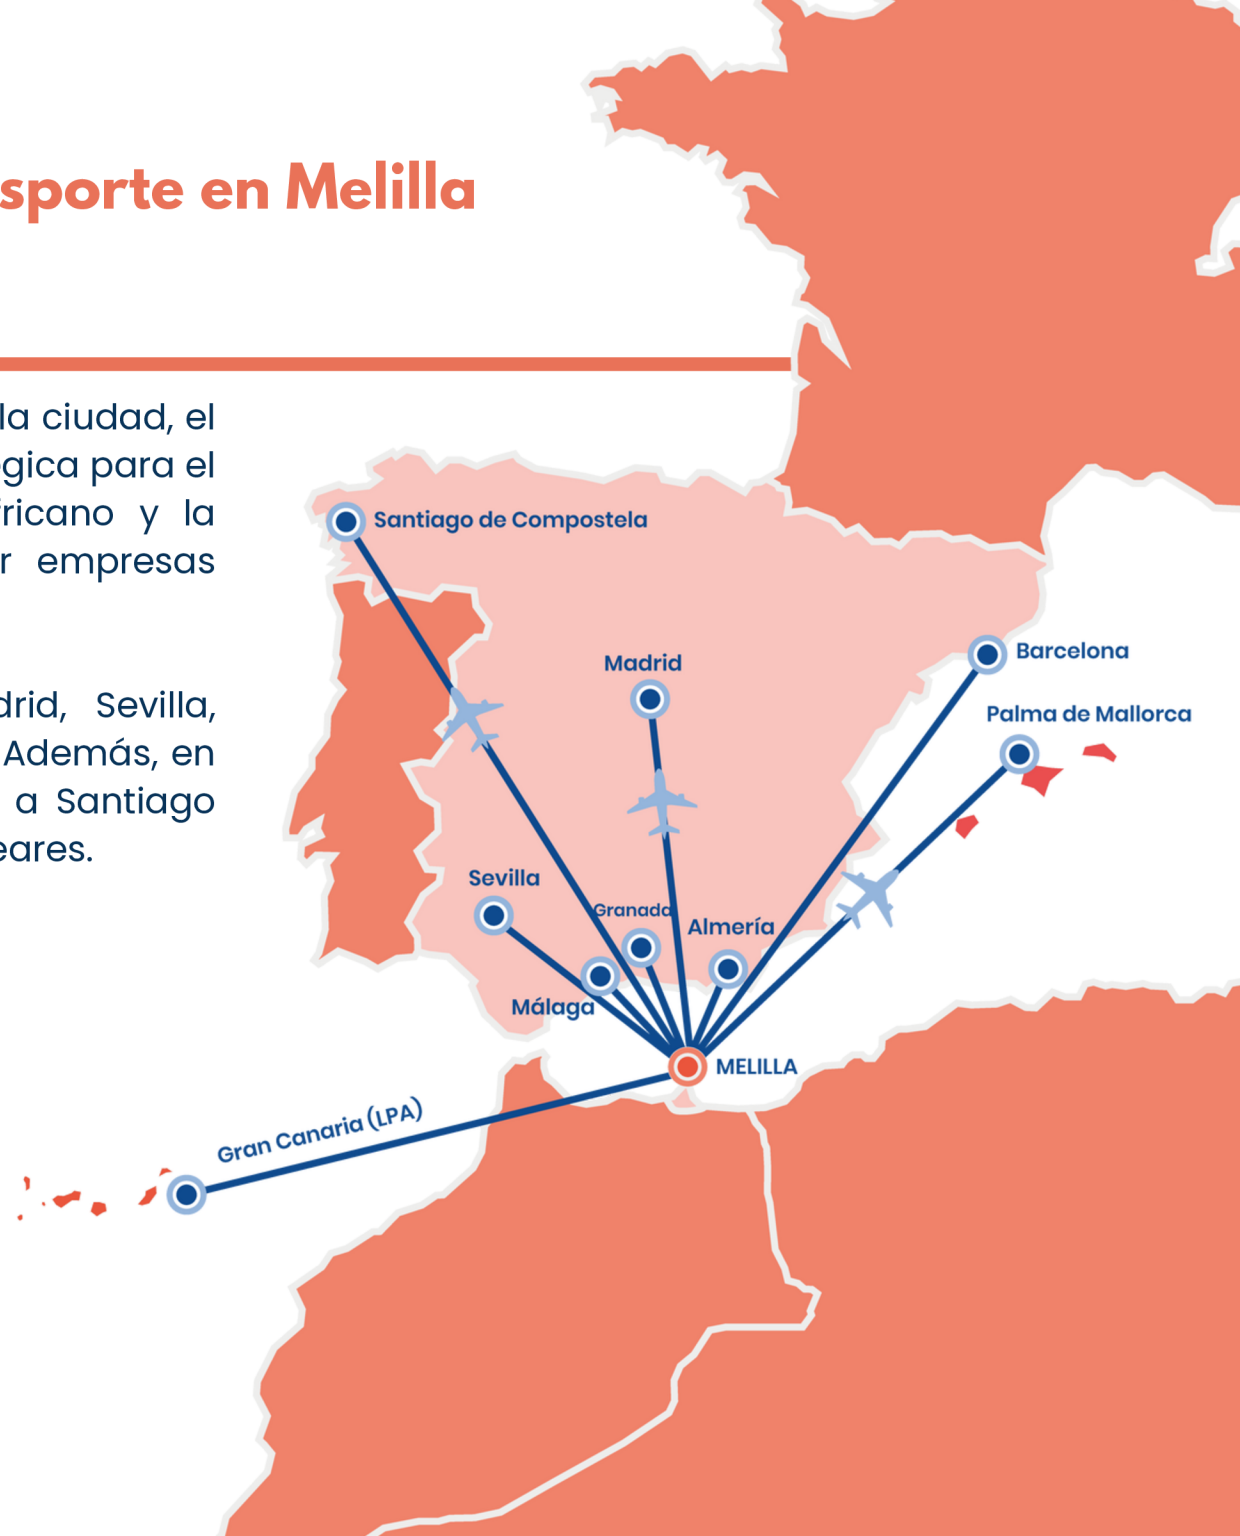 sporte en Melilla
la ciudad, el
gica para el
fricano y la
r empresas
drid, Sevilla,
Además, en
a Santiago
eares.
Santiago de Compostela
Madrid
Barcelona
Palma de Mallorca
Sevilla
Granada
Almería
Málaga
MELILLA
Gran Canaria (LPA)